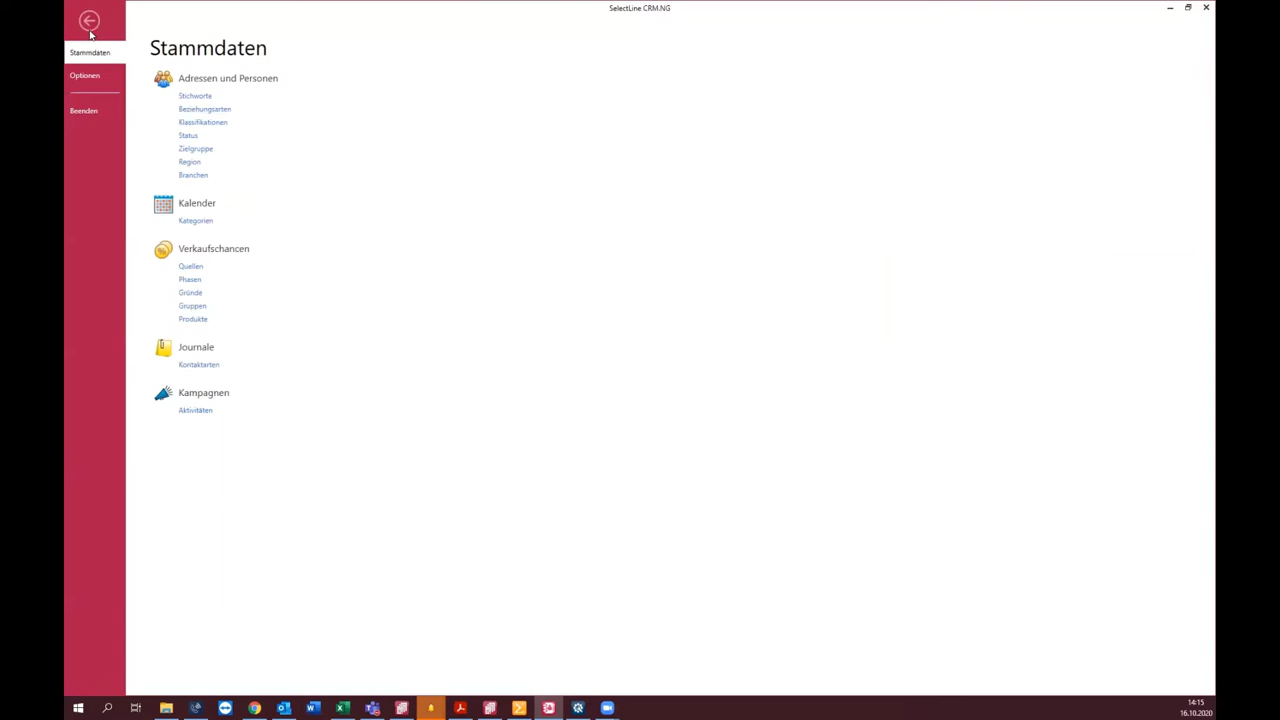 SelectLine CRM.NG
Stammdaten
Optionen
Beenden
Stammdaten
Adressen und Personen
Stichworte
Beziehungsarten
Klassifikationen
Status
Zielgruppe
Region
Branchen
Kalender
Kategorien
Verkaufschancen
Quellen
Phasen
Gründe
Gruppen
Produkte
Journale
Kontaktarten
Kampagnen
Aktivitäten
14:15
16.10.2020